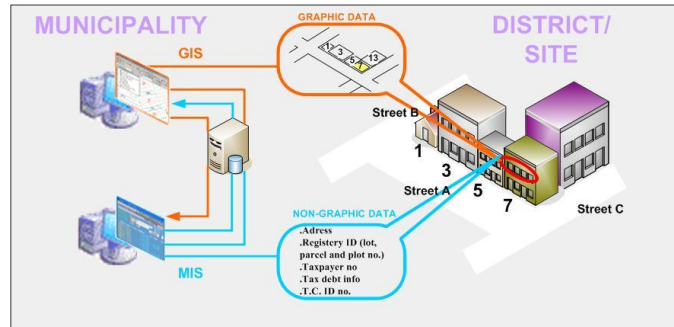 MUNICIPALITY
GRAPHIC DATA
DISTRICT/
SITE
GIS
1
3
5
7
13
Street B
1
3
Street A
5
7
Street C
NON-GRAPHIC DATA
.Adress
.Registery ID (lot,
parcel and plot no.)
.Taxpayer no
.Tax debt info
.T.C. ID no.
MIS